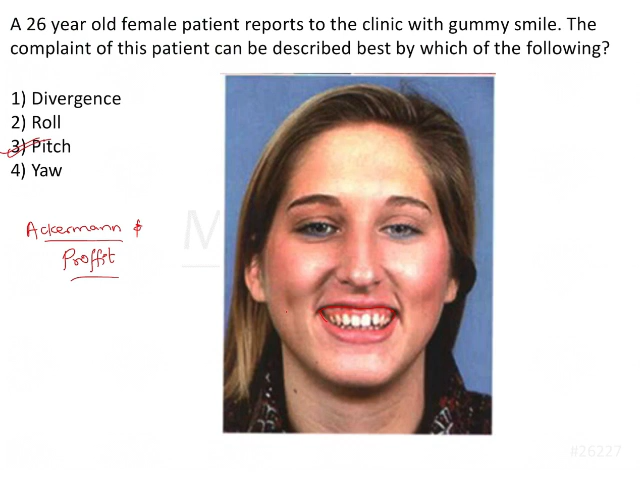 A 26 year old female patient reports to the clinic with gummy smile. The
complaint of this patient can be described best by which of the following?
1) Divergence
2) Roll
3) Pitch
4) Yaw
Ackermann &
Proffit
M
#26227